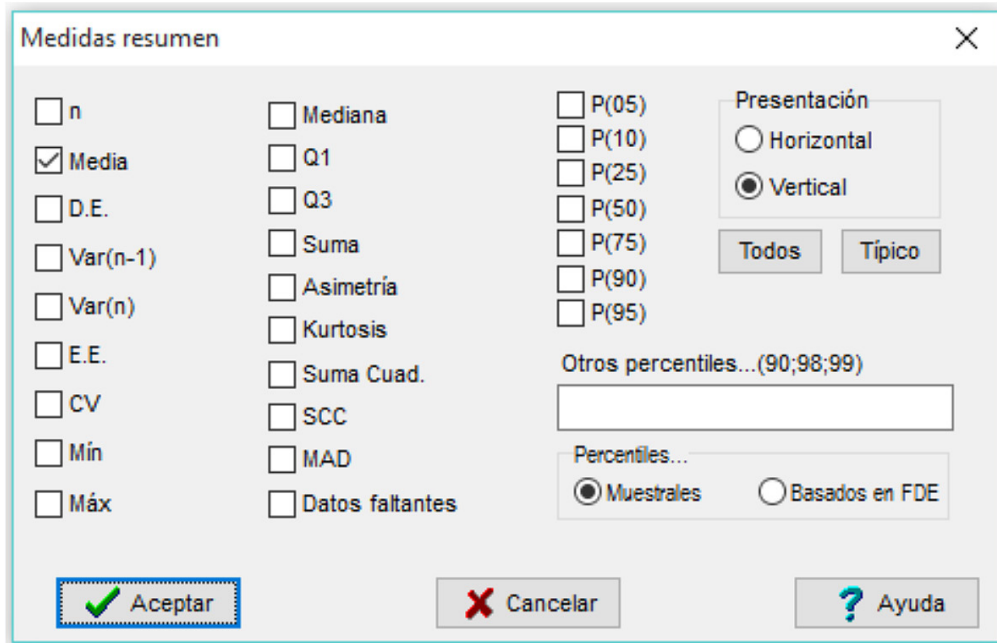 Medidas resumen
n
Media
D.E.
Var(n-1)
Var(n)
E.E.
CV
Mín
Máx
Mediana
Q1
Q3
Suma
Asimetría
Kurtosis
Suma Cuad.
SCC
MAD
Datos faltantes
P(05)
P(10)
P(25)
P(50)
P(75)
P(90)
P(95)
Presentación
Horizontal
Vertical
Todos
Típico
Otros percentiles...(90;98;99)
Percentiles...
Muestrales
Basados en FDE
Aceptar
Cancelar
Ayuda